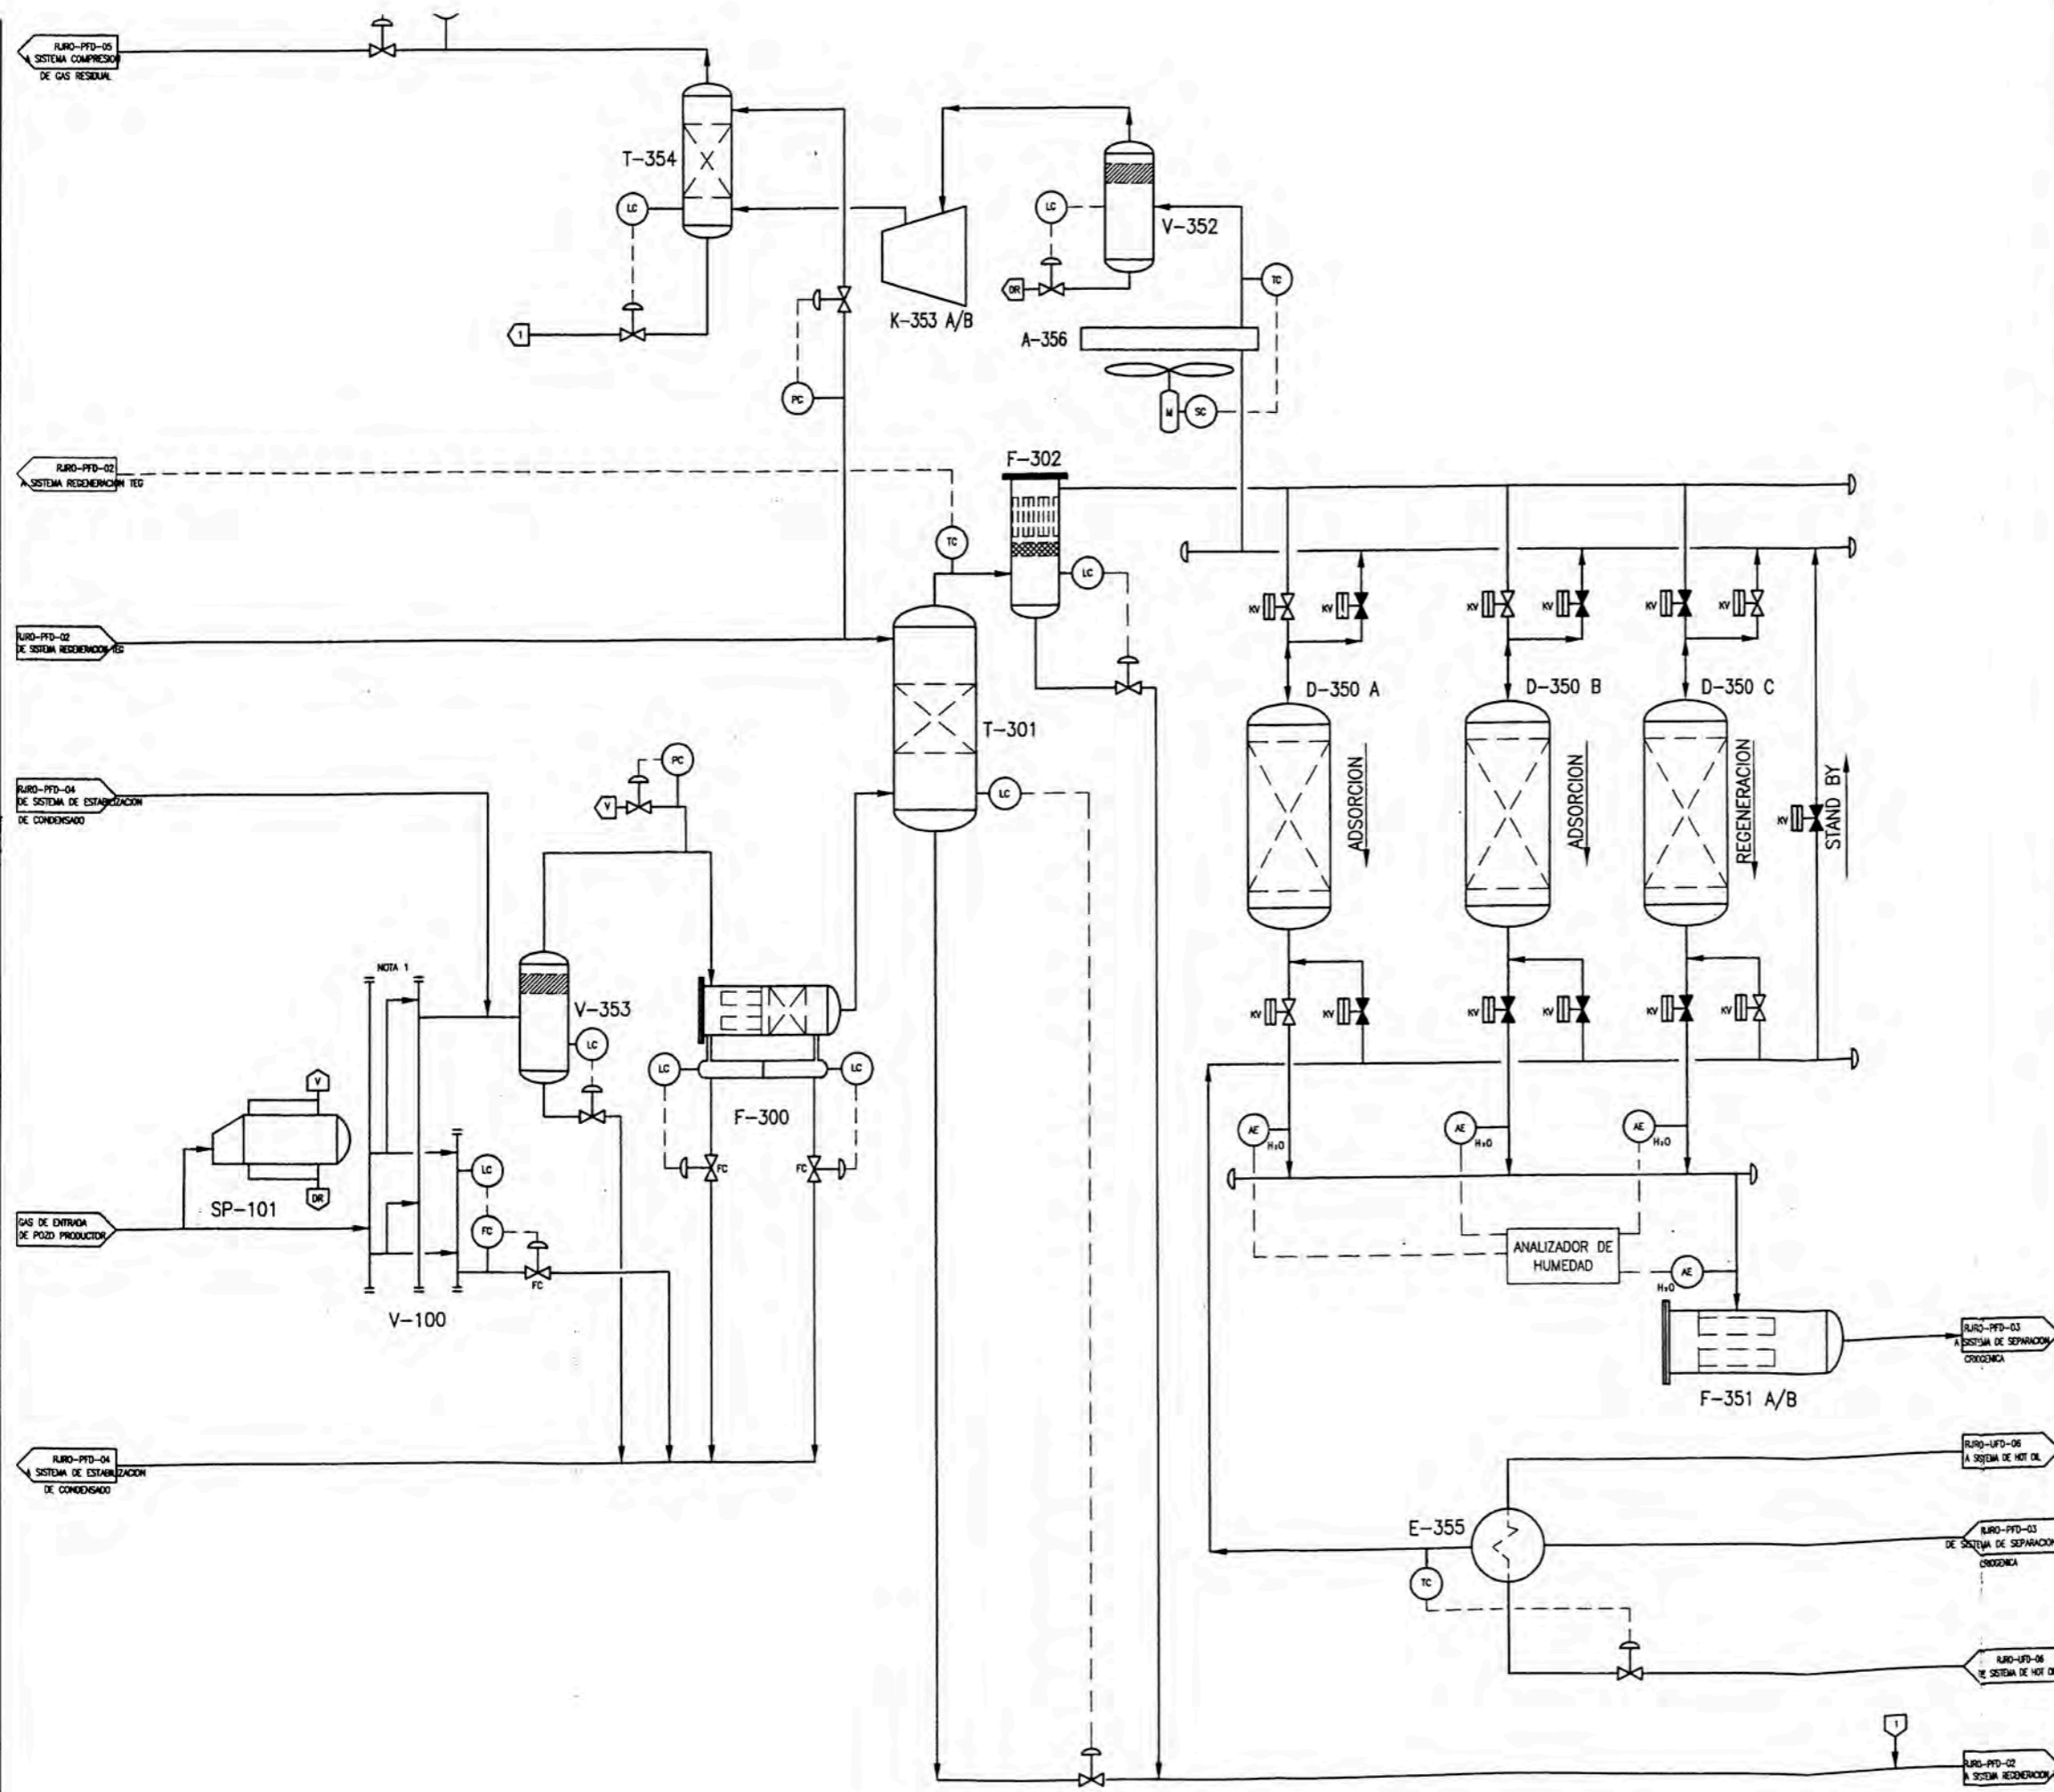 RJRO-PFD-05
A SISTEMA COMPRESION
DE GAS RESIDUAL
T-354
LC
1
PC
K-353 A/B
LC
DR
V-352
TC
A-356
M
SC
RJRO-PFD-02
A SISTEMA REGENERACION TEG
TC
F-302
LC
RJRO-PFD-02
DE SISTEMA REGENERACION TEG
T-301
LC
KV
KV
KV
KV
KV
KV
D-350 A
D-350 B
D-350 C
ADSORCION
ADSORCION
REGENERACION
STAND BY
KV
RJRO-PFD-04
DE SISTEMA DE ESTABILIZACION
DE CONDENSADO
PC
V
NOTA 1
V-353
LC
LC
LC
F-300
FC
FC
V
SP-101
DR
LC
FC
FC
V-100
GAS DE ENTRADA
DE POZO PRODUCTOR
KV
KV
KV
KV
KV
KV
AE
H₂O
AE
H₂O
AE
H₂O
ANALIZADOR DE
HUMEDAD
AE
H₂O
F-351 A/B
RJRO-PFD-03
A SISTEMA DE SEPARACION
CRIOGENICA
RJRO-PFD-04
A SISTEMA DE ESTABILIZACION
DE CONDENSADO
RJRO-UFD-06
A SISTEMA DE HOT OIL
E-355
TC
RJRO-PFD-03
DE SISTEMA DE SEPARACION
CRIOGENICA
RJRO-UFD-06
DE SISTEMA DE HOT
1
RJRO-PFD-02
A SISTEMA REGENERACION